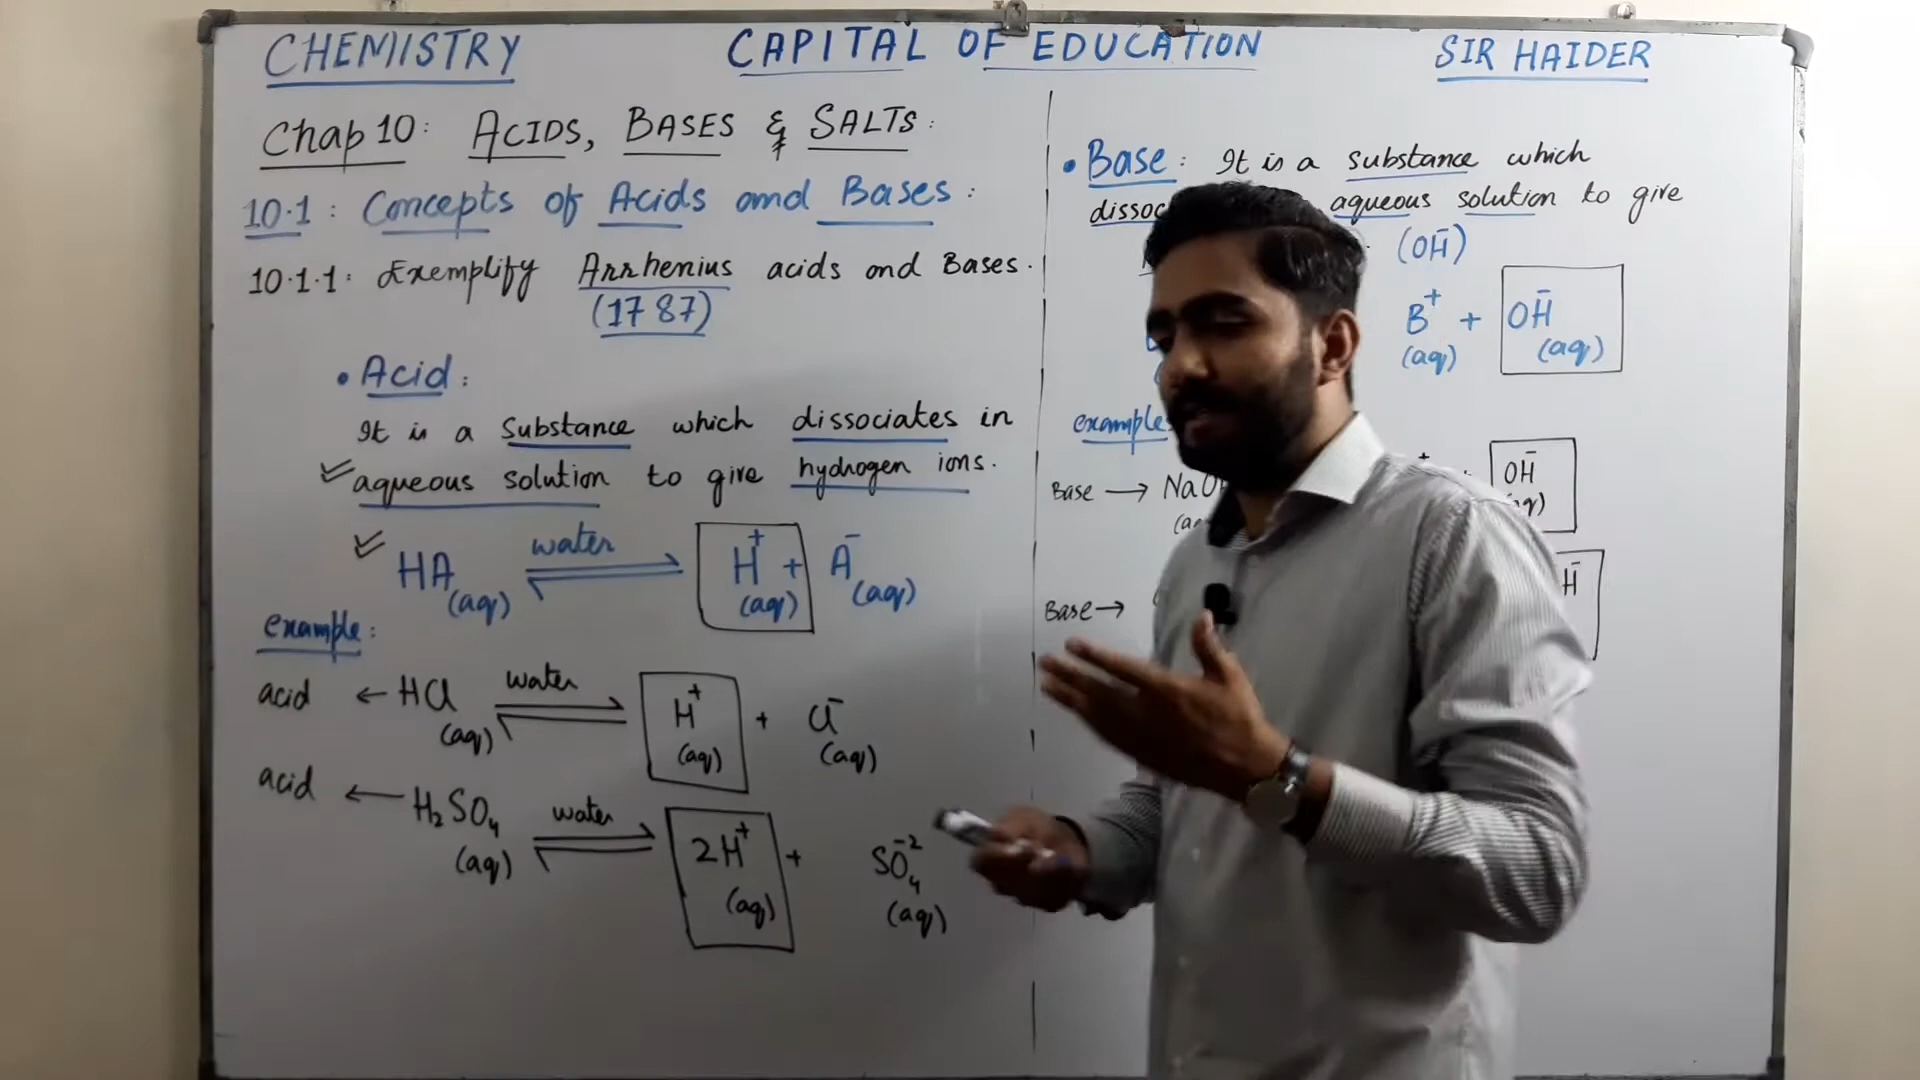 CHEMISTRY CAPITAL OF EDUCATION SIR HAIDER
Chap 10: ACIDS, BASES & SALTS:
10.1: Concepts of Acids and Bases:
10.1.1: Exemplify Arrhenius acids and Bases.
(1787)
• Acid:
It is a substance which dissociates in
aqueous solution to give hydrogen ions.
HA(aq) ⇌ water H⁺(aq) + A⁻(aq)
example:
acid ← HCl(aq) ⇌ water H⁺(aq) + Cl⁻(aq)
acid ← H₂SO₄(aq) ⇌ water 2H⁺(aq) + SO₄⁻²(aq)
• Base: It is a substance which
aqueous solution to give
(OH⁻)
B⁺(aq) + OH⁻(aq)
example
Base → OH⁻
Base →